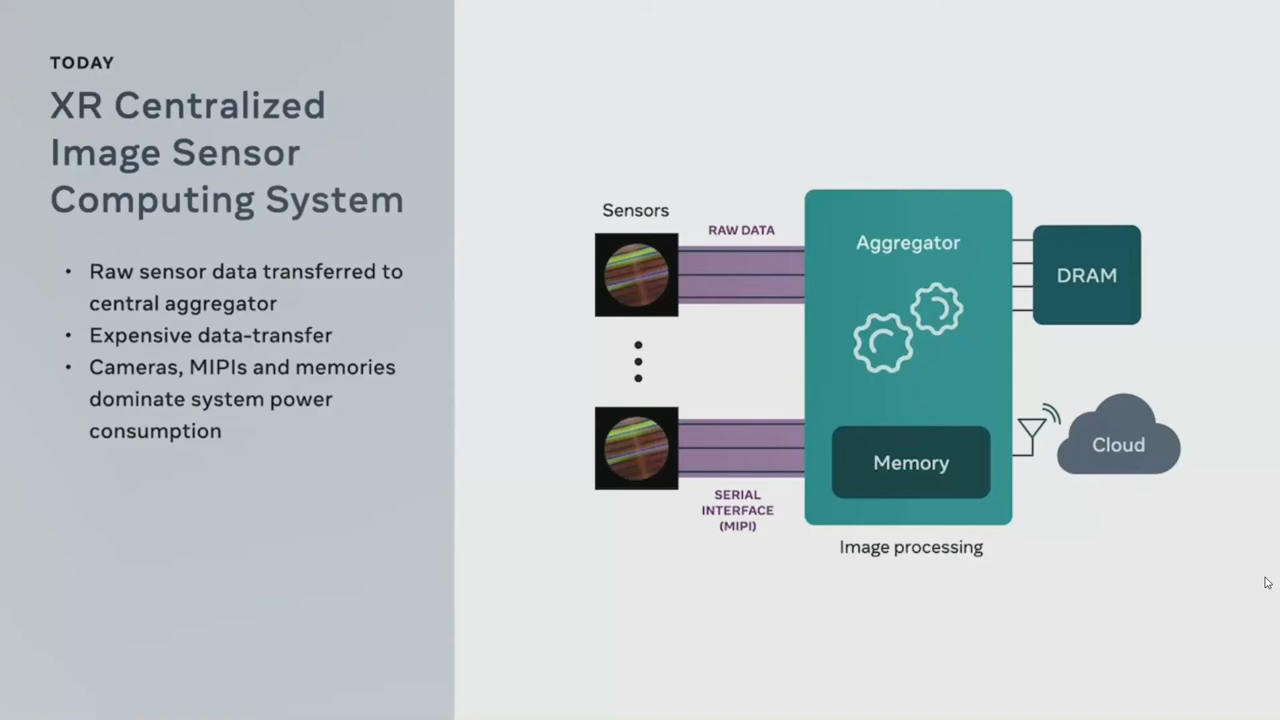 TODAY
XR Centralized
Image Sensor
Computing System
• Raw sensor data transferred to
central aggregator
• Expensive data-transfer
• Cameras, MIPIs and memories
dominate system power
consumption
Sensors
RAW DATA
SERIAL
INTERFACE
(MIPI)
Aggregator
Memory
Image processing
DRAM
Cloud